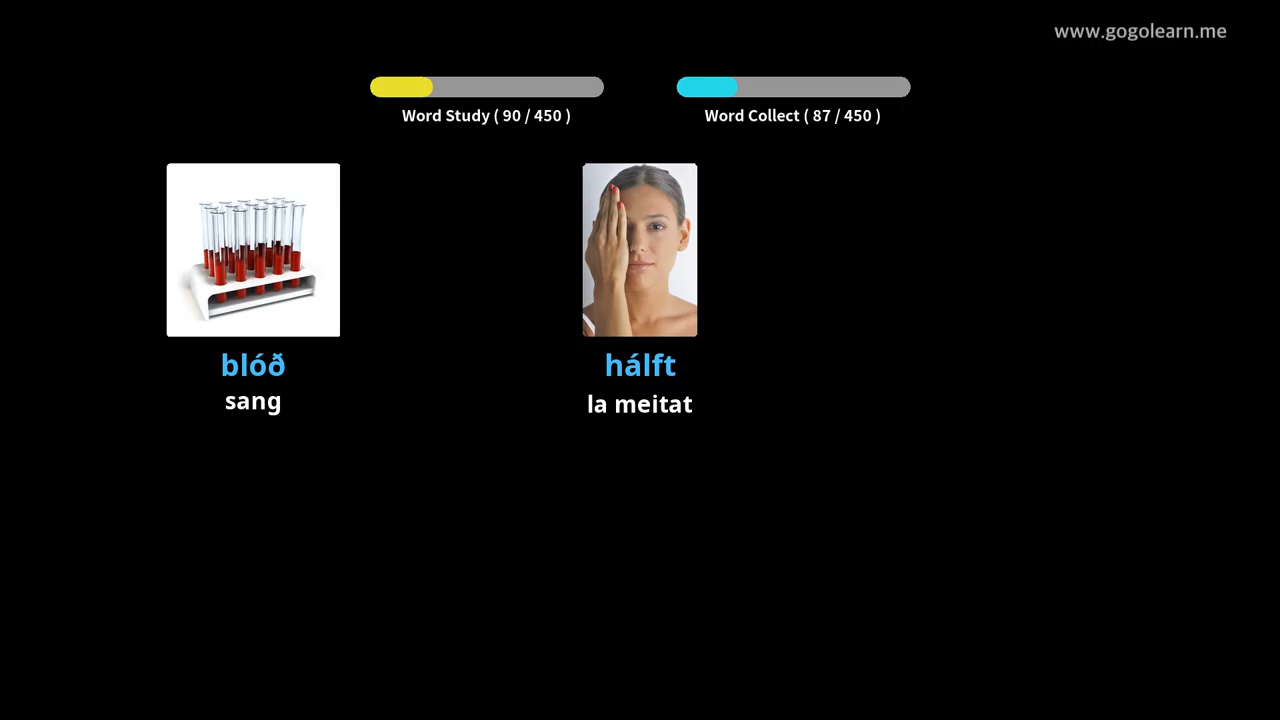 www.gogolearn.me
Word Study ( 90 / 450 )
Word Collect ( 87 / 450 )
blóð
sang
hálft
la meitat